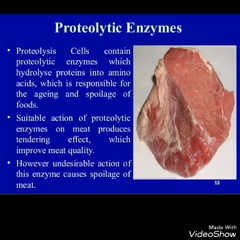 Proteolytic Enzymes
• Proteolysis Cells contain
proteolytic enzymes which
hydrolyse proteins into amino
acids, which is responsible for
the ageing and spoilage of
foods.
• Suitable action of proteolytic
enzymes on meat produces
tendering effect, which
improve meat quality.
• However undesirable action of
this enzyme causes spoilage of
meat.
Made With
VideoShow